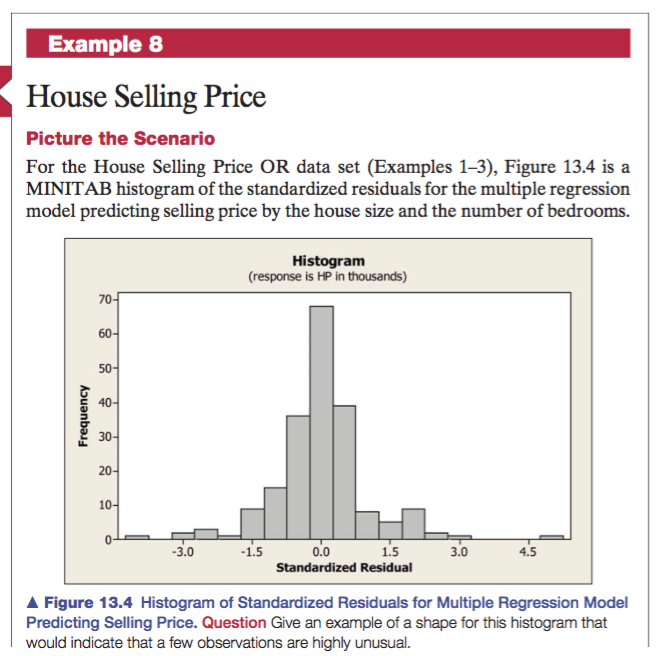 Example 8
House Selling Price
Picture the Scenario
For the House Selling Price OR data set (Examples 1–3), Figure 13.4 is a
MINITAB histogram of the standardized residuals for the multiple regression
model predicting selling price by the house size and the number of bedrooms.
Histogram
(response is HP in thousands)
70
60
50
40
30
20
10
0
Frequency
-3.0 -1.5 0.0 1.5 3.0 4.5
Standardized Residual
▲ Figure 13.4 Histogram of Standardized Residuals for Multiple Regression Model
Predicting Selling Price. Question Give an example of a shape for this histogram that
would indicate that a few observations are highly unusual.